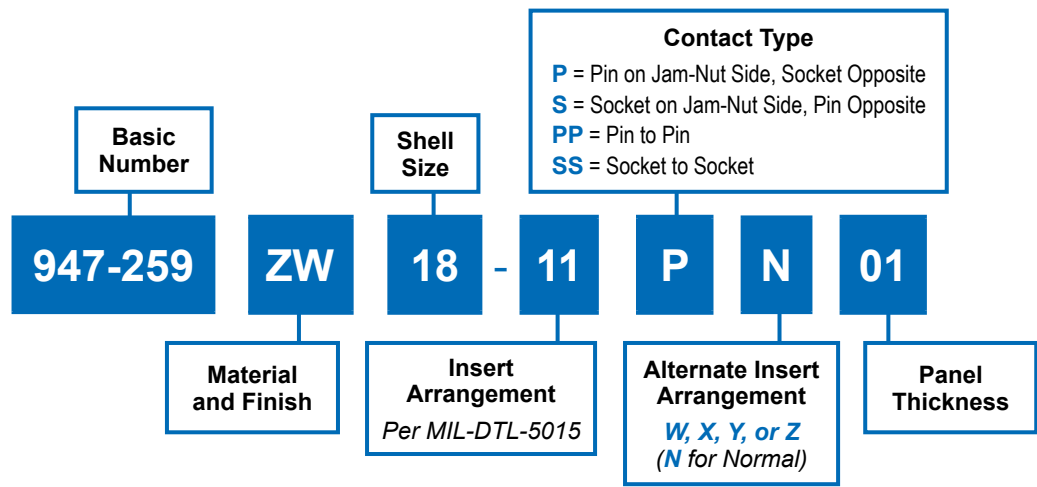 Contact Type
P = Pin on Jam-Nut Side, Socket Opposite
S = Socket on Jam-Nut Side, Pin Opposite
PP = Pin to Pin
SS = Socket to Socket
Basic
Number
Shell
Size
947-259 ZW 18 - 11 P N 01
Material
and Finish
Insert
Arrangement
Per MIL-DTL-5015
Alternate Insert
Arrangement
W, X, Y, or Z
(N for Normal)
Panel
Thickness